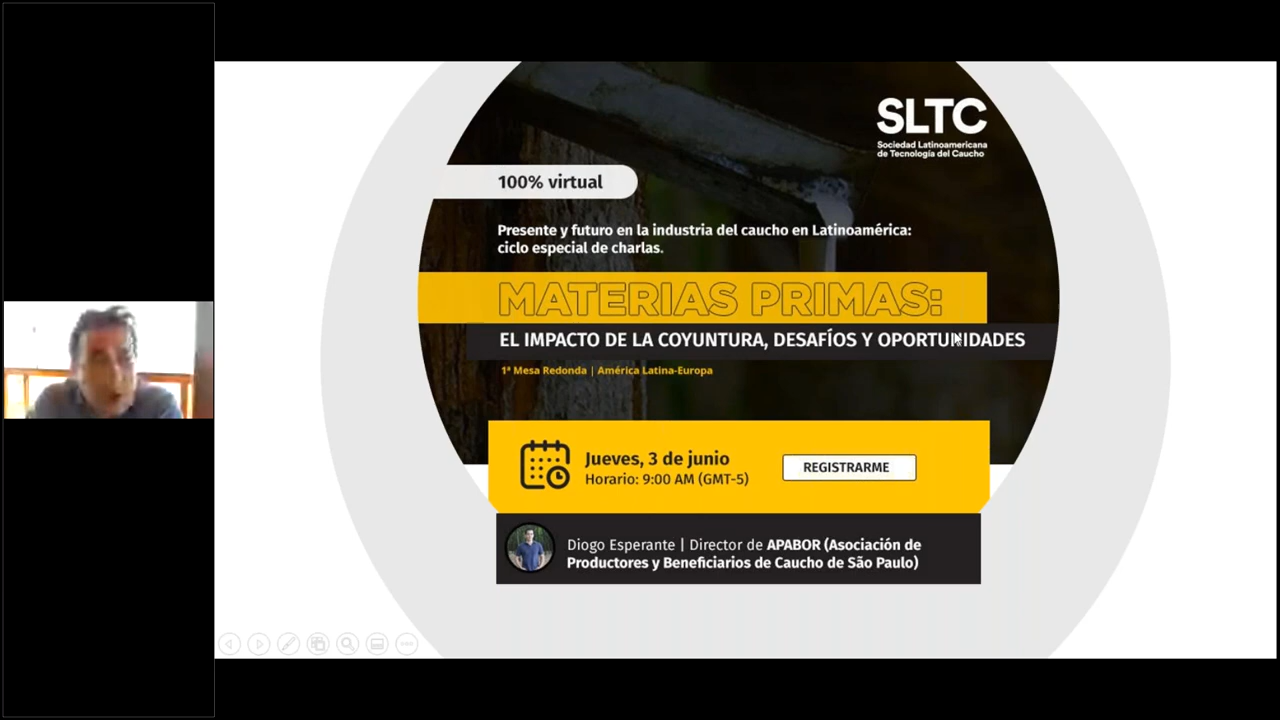 SLTC
Sociedad Latinoamericana
de Tecnología del Caucho
100% virtual
Presente y futuro en la industria del caucho en Latinoamérica:
ciclo especial de charlas.
MATERIAS PRIMAS:
EL IMPACTO DE LA COYUNTURA, DESAFÍOS Y OPORTUNIDADES
1ª Mesa Redonda | América Latina-Europa
Jueves, 3 de junio
Horario: 9:00 AM (GMT-5)
REGISTRARME
Diogo Esperante | Director de APABOR (Asociación de
Productores y Beneficiarios de Caucho de São Paulo)